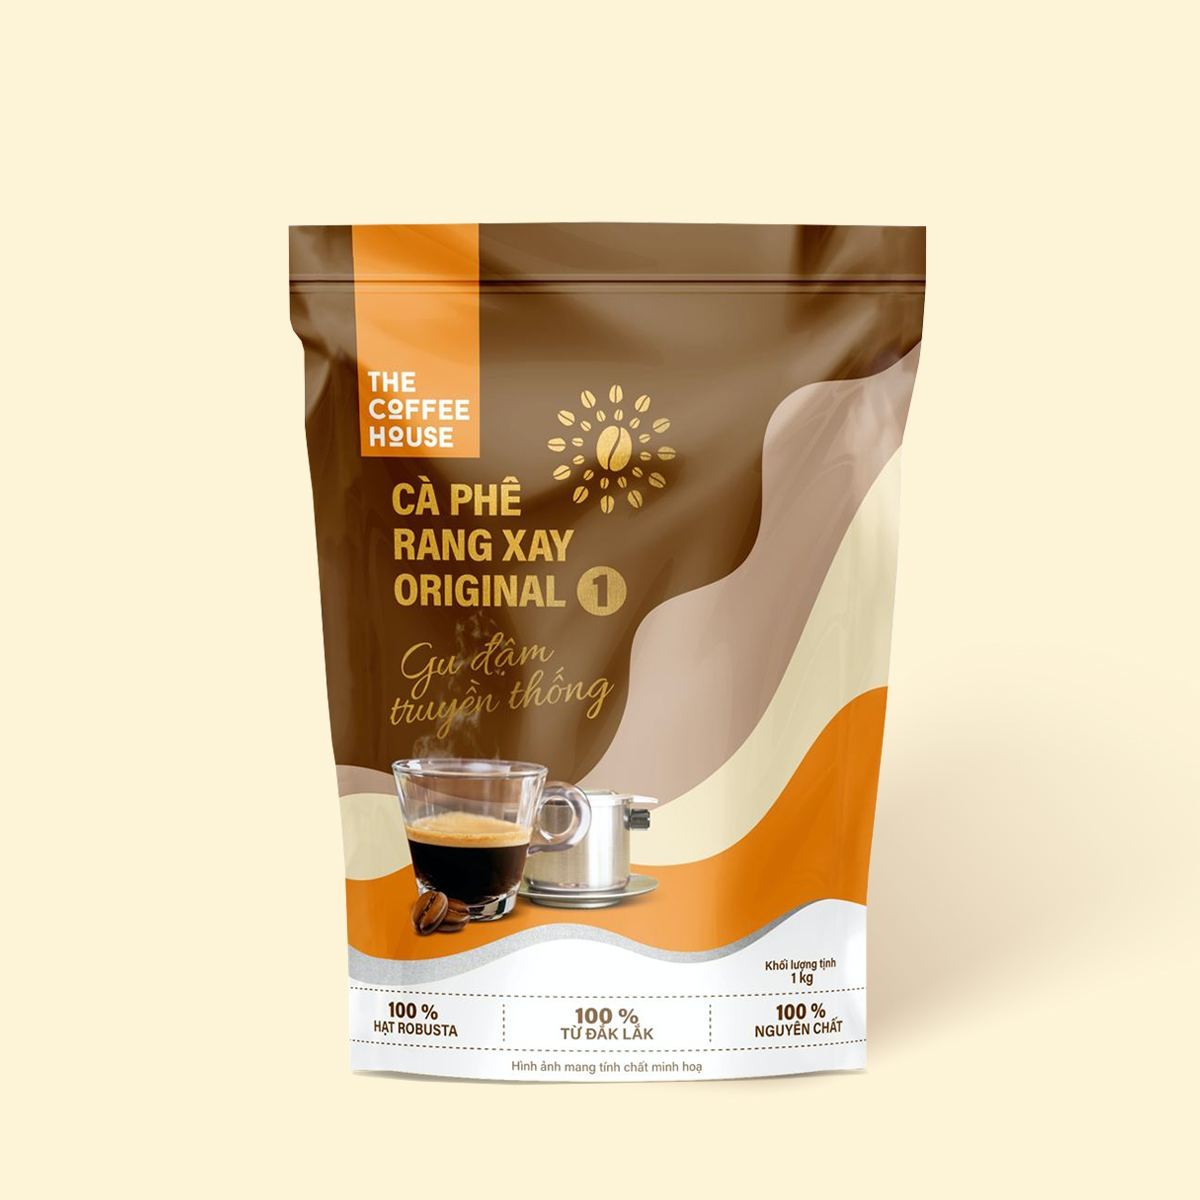 THE
COFFEE
HOUSE
CÀ PHÊ
RANG XAY
ORIGINAL 1
Gu đậm
truyền thống
Khối lượng tịnh
1 kg
100 %
HẠT ROBUSTA
100 %
TỪ ĐẮK LẮK
100 %
NGUYÊN CHẤT
Hình ảnh mang tính chất minh hoạ